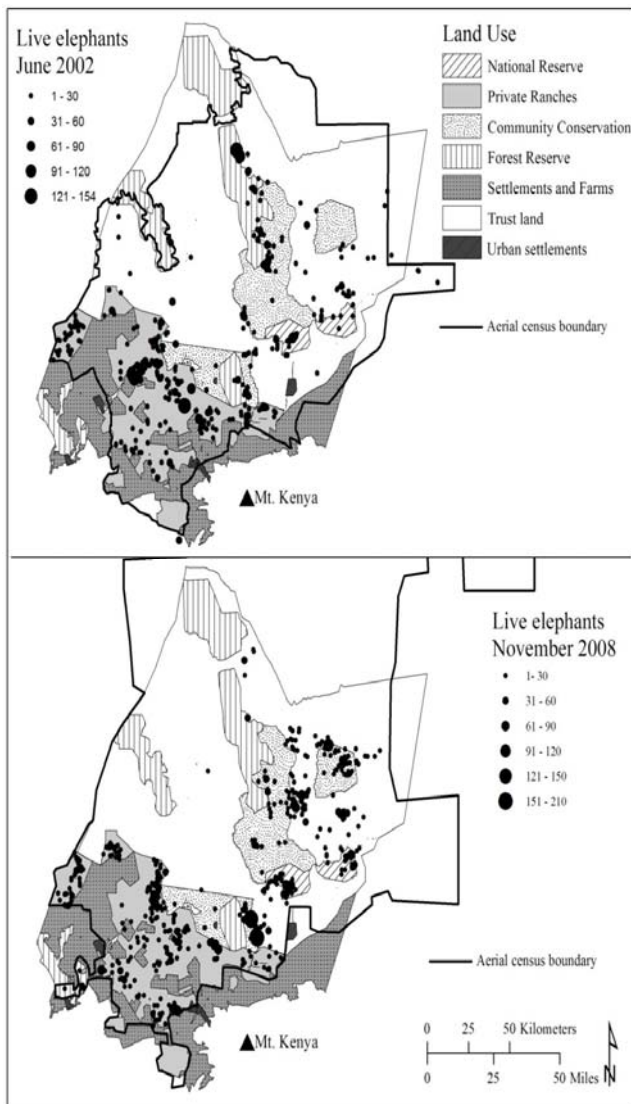 Live elephants
June 2002
1 - 30
31 - 60
61 - 90
91 - 120
121 - 154
Land Use
National Reserve
Private Ranches
Community Conservation
Forest Reserve
Settlements and Farms
Trust land
Urban settlements
Aerial census boundary
Mt. Kenya
Live elephants
November 2008
1 - 30
31 - 60
61 - 90
91 - 120
121 - 150
151 - 210
Aerial census boundary
Mt. Kenya
0 25 50 Kilometers
0 25 50 Miles
N